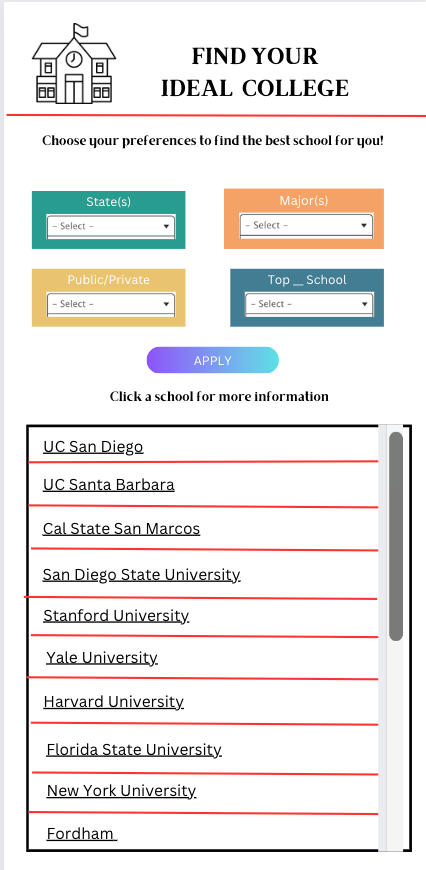 FIND YOUR
IDEAL COLLEGE
Choose your preferences to find the best school for you!
State(s)
- Select -
Major(s)
- Select -
Public/Private
- Select -
Top __ School
- Select -
APPLY
Click a school for more information
UC San Diego
UC Santa Barbara
Cal State San Marcos
San Diego State University
Stanford University
Yale University
Harvard University
Florida State University
New York University
Fordham